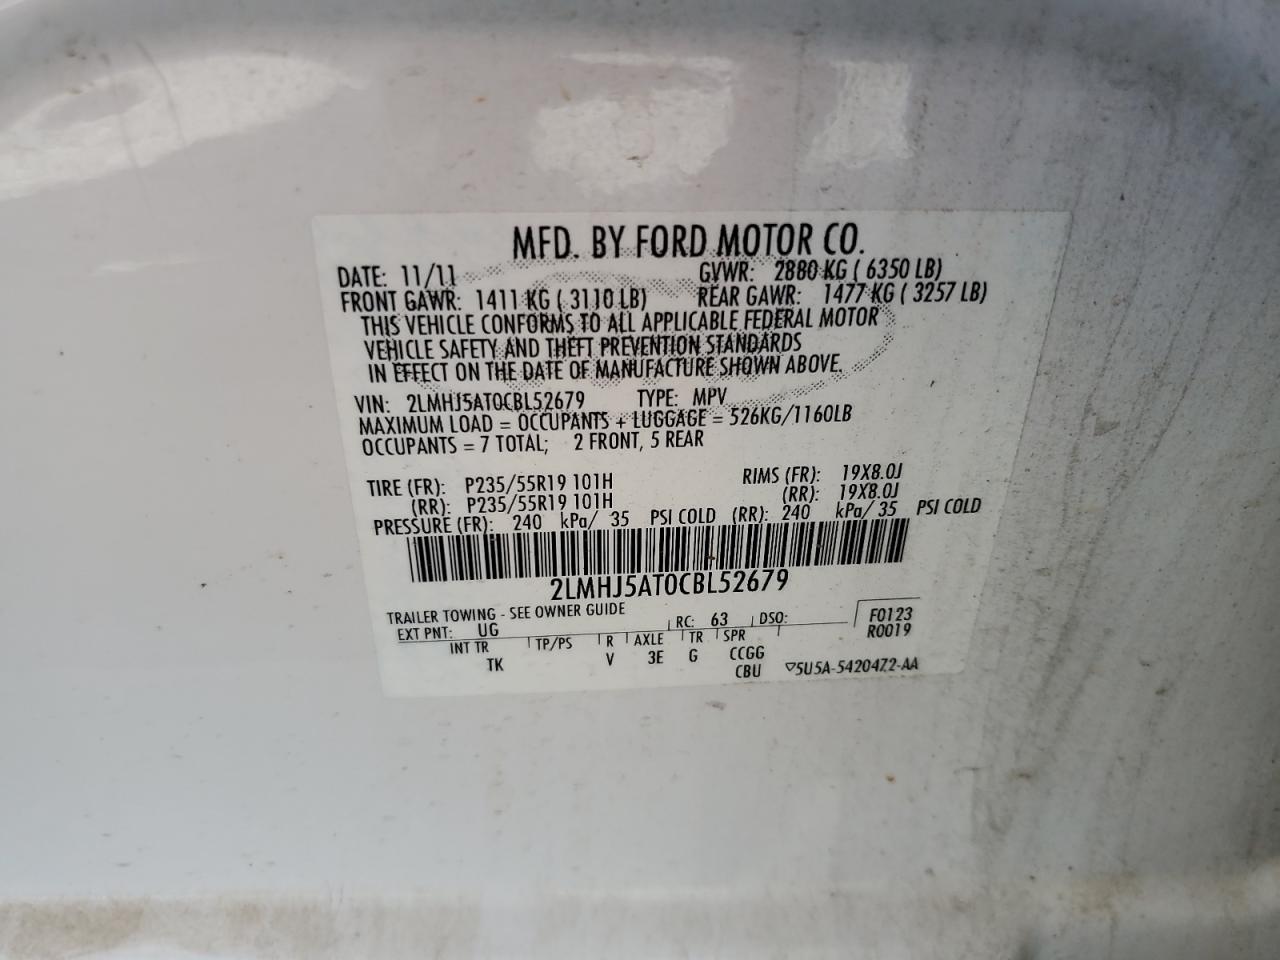 MFD. BY FORD MOTOR CO.
DATE: 11/11 GVWR: 2880 KG ( 6350 LB)
FRONT GAWR: 1411 KG ( 3110 LB) REAR GAWR: 1477 KG ( 3257 LB)
THIS VEHICLE CONFORMS TO ALL APPLICABLE FEDERAL MOTOR
VEHICLE SAFETY AND THEFT PREVENTION STANDARDS
IN EFFECT ON THE DATE OF MANUFACTURE SHOWN ABOVE.
VIN: 2LMHJ5AT0CBL52679 TYPE: MPV
MAXIMUM LOAD = OCCUPANTS + LUGGAGE = 526KG/1160LB
OCCUPANTS = 7 TOTAL; 2 FRONT, 5 REAR
TIRE (FR): P235/55R19 101H RIMS (FR): 19X8.0J
(RR): P235/55R19 101H (RR): 19X8.0J
PRESSURE (FR): 240 kPa/ 35 PSI COLD (RR): 240 kPa/ 35 PSI COLD
2LMHJ5AT0CBL52679
TRAILER TOWING - SEE OWNER GUIDE
EXT PNT: UG RC: 63 DSO: F0123
R0019
INT TR TP/PS R AXLE TR SPR
TK V 3E G CCGG
CBU ▽5U5A-5420472-AA